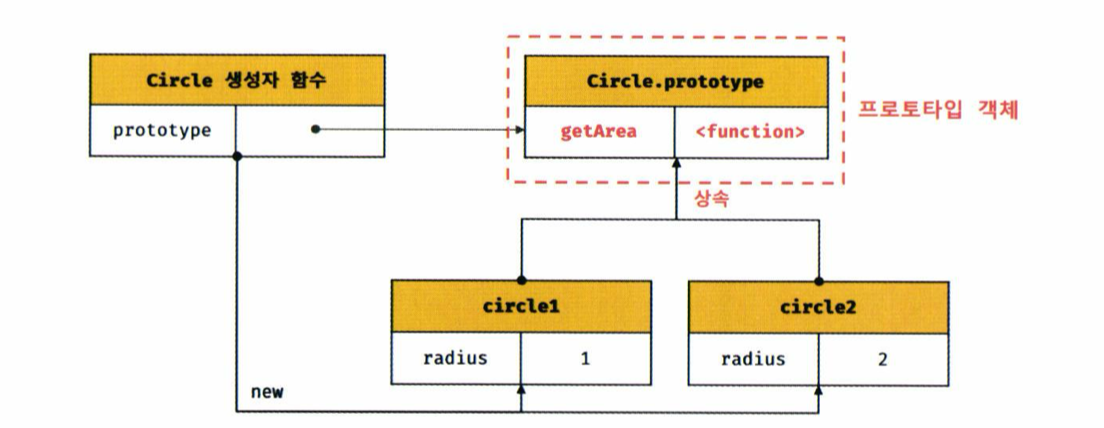 Circle 생성자 함수
prototype
Circle.prototype
getArea
<function>
프로토타입 객체
상속
circle1
radius
1
circle2
radius
2
new